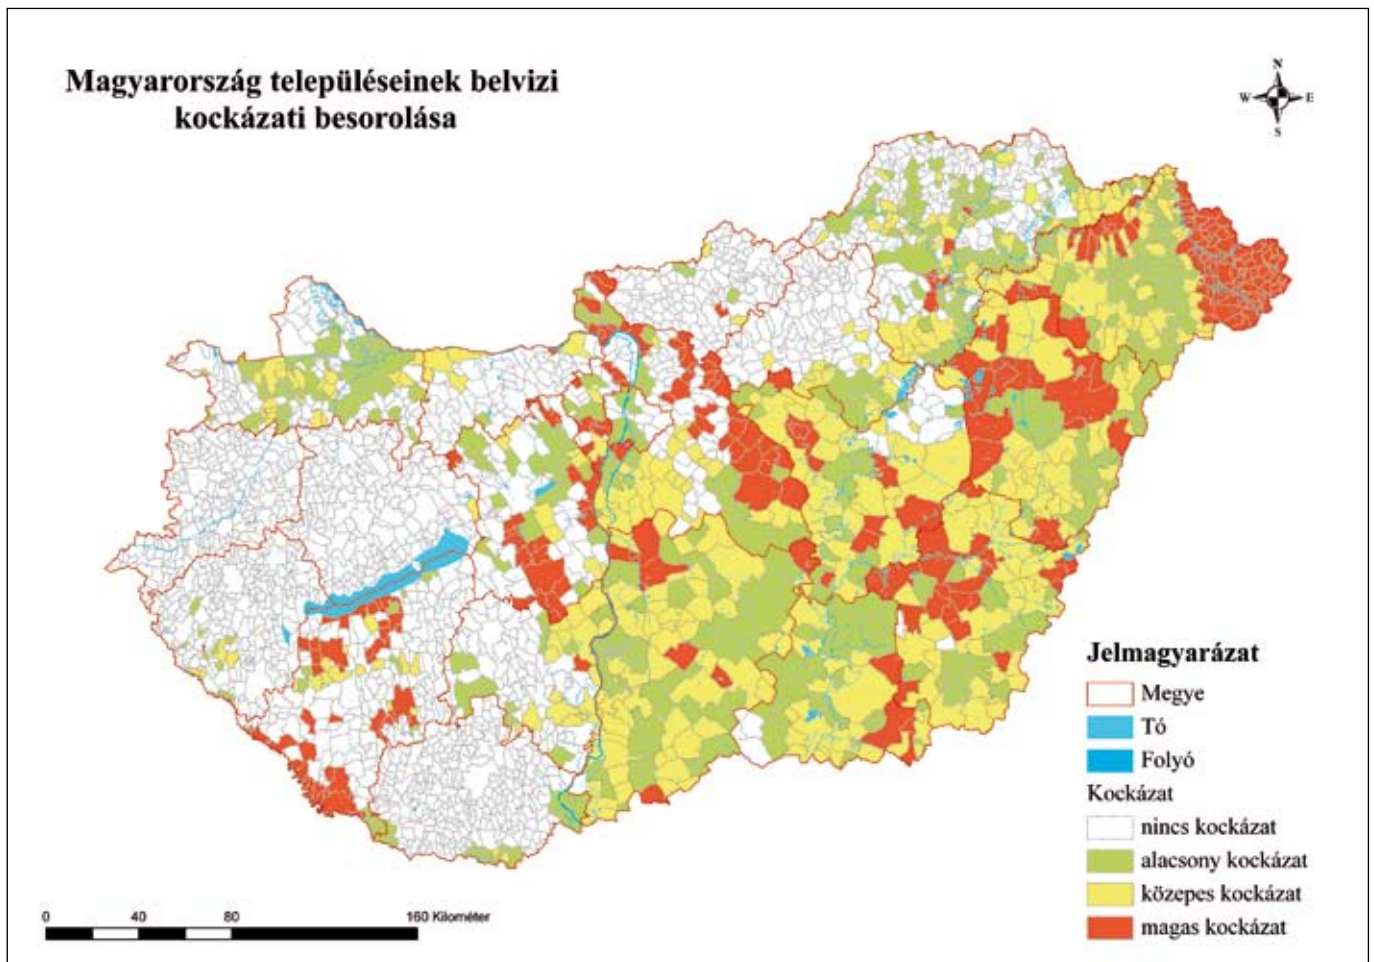 Magyarország településeinek belvizi
kockázati besorolása
N
W E
S
Jelmagyarázat
Megye
Tó
Folyó
Kockázat
nincs kockázat
alacsony kockázat
közepes kockázat
magas kockázat
0 40 80 160 Kilométer